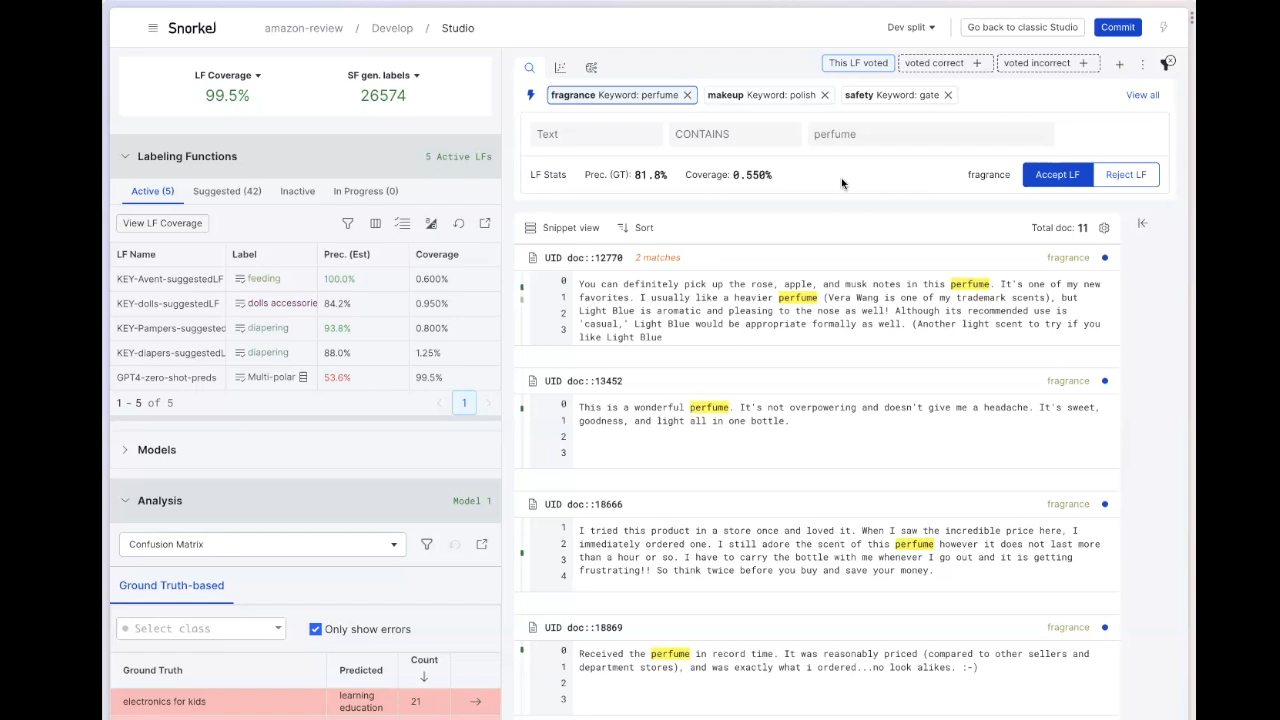 Snorkel
amazon-review / Develop / Studio
Dev split
Go back to classic Studio
Commit
LF Coverage
99.5%
SF gen. labels
26574
Labeling Functions
5 Active LFs
Active (5)
Suggested (42)
Inactive
In Progress (0)
View LF Coverage
LF Name Label Prec. (Est) Coverage
KEY-Avent-suggestedLF feeding 100.0% 0.600%
KEY-dolls-suggestedLF dolls accessorie 84.2% 0.950%
KEY-Pampers-suggested diapering 93.8% 0.800%
KEY-diapers-suggestedL diapering 88.0% 1.25%
GPT4-zero-shot-preds Multi-polar 53.6% 99.5%
1 - 5 of 5
1
Models
Analysis
Model 1
Confusion Matrix
Ground Truth-based
Select class
Only show errors
Ground Truth Predicted Count
electronics for kids learning education 21
This LF voted
voted correct +
voted incorrect +
fragrance Keyword: perfume
makeup Keyword: polish
safety Keyword: gate
View all
Text CONTAINS perfume
LF Stats Prec. (GT): 81.8% Coverage: 0.550%
fragrance
Accept LF
Reject LF
Snippet view
Sort
Total doc: 11
UID doc::12770 2 matches fragrance
0
1
2
3
You can definitely pick up the rose, apple, and musk notes in this perfume. It's one of my new
favorites. I usually like a heavier perfume (Vera Wang is one of my trademark scents), but
Light Blue is aromatic and pleasing to the nose as well! Although its recommended use is
'casual,' Light Blue would be appropriate formally as well. (Another light scent to try if you
like Light Blue
UID doc::13452 fragrance
0
1
2
3
This is a wonderful perfume. It's not overpowering and doesn't give me a headache. It's sweet,
goodness, and light all in one bottle.
UID doc::18666 fragrance
1
2
3
4
I tried this product in a store once and loved it. When I saw the incredible price here, I
immediately ordered one. I still adore the scent of this perfume however it does not last more
than a hour or so. I have to carry the bottle with me whenever I go out and it is getting
frustrating!! So think twice before you buy and save your money.
UID doc::18869 fragrance
0
1
2
3
Received the perfume in record time. It was reasonably priced (compared to other sellers and
department stores), and was exactly what i ordered...no look alikes. :-)